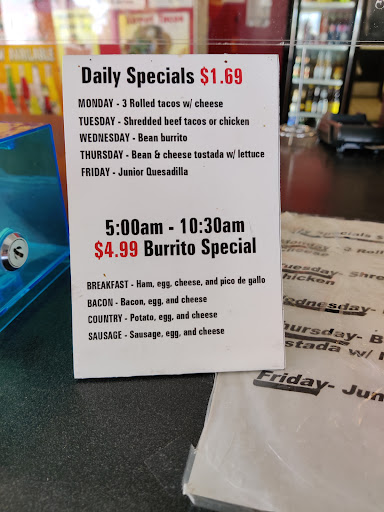 Daily Specials $1.69
MONDAY - 3 Rolled tacos w/ cheese
TUESDAY - Shredded beef tacos or chicken
WEDNESDAY - Bean burrito
THURSDAY - Bean & cheese tostada w/ lettuce
FRIDAY - Junior Quesadilla
5:00am - 10:30am
$4.99 Burrito Special
BREAKFAST - Ham, egg, cheese, and pico de gallo
BACON - Bacon, egg, and cheese
COUNTRY - Potato, egg, and cheese
SAUSAGE - Sausage, egg, and cheese
Specials
Friday- Jun